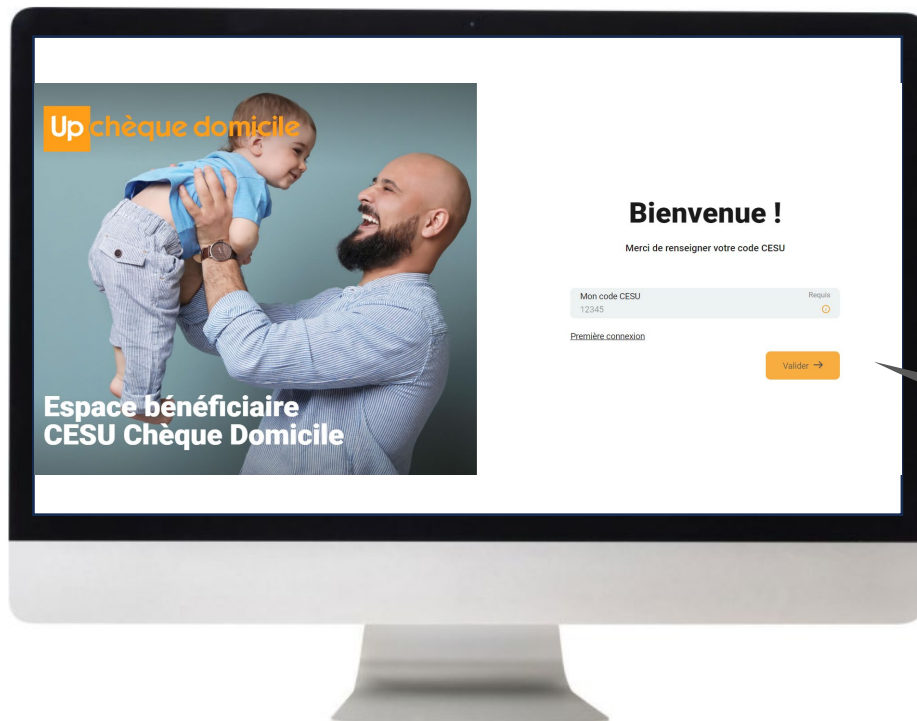 Up chèque domicile
Espace bénéficiaire
CESU Chèque Domicile
Bienvenue !
Merci de renseigner votre code CESU
Mon code CESU Requis
12345
Première connexion
Valider →